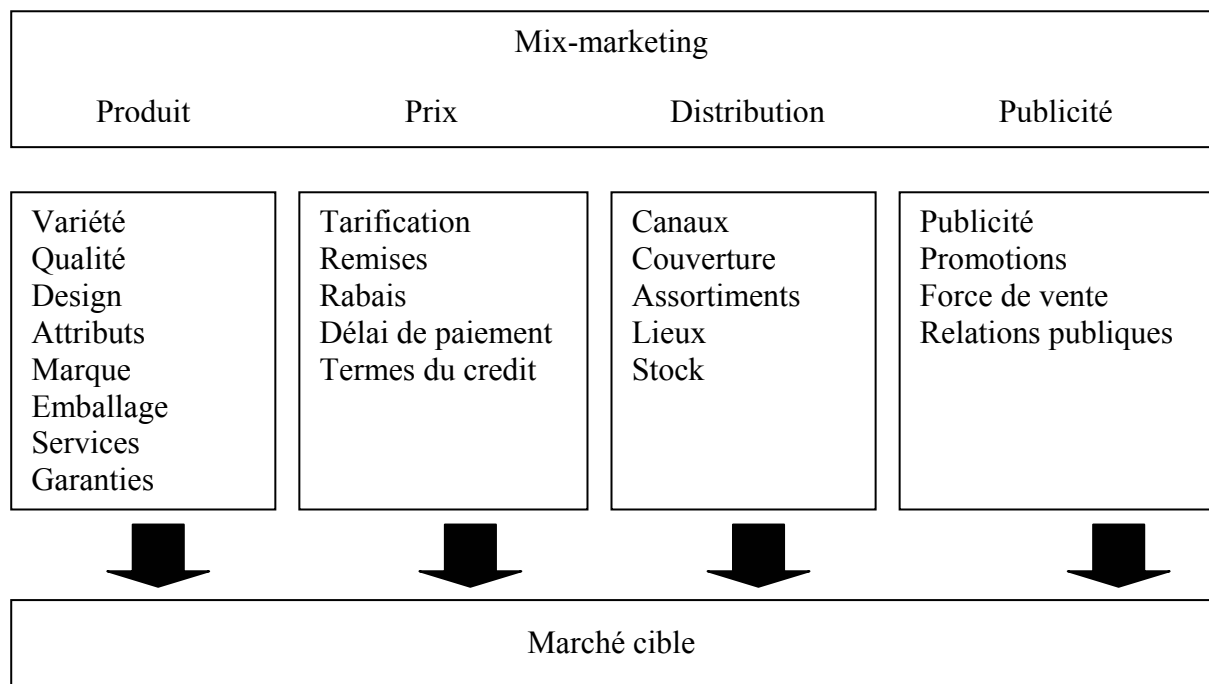 Mix-marketing
Produit Prix Distribution Publicité
Variété
Qualité
Design
Attributs
Marque
Emballage
Services
Garanties
Tarification
Remises
Rabais
Délai de paiement
Termes du credit
Canaux
Couverture
Assortiments
Lieux
Stock
Publicité
Promotions
Force de vente
Relations publiques
Marché cible